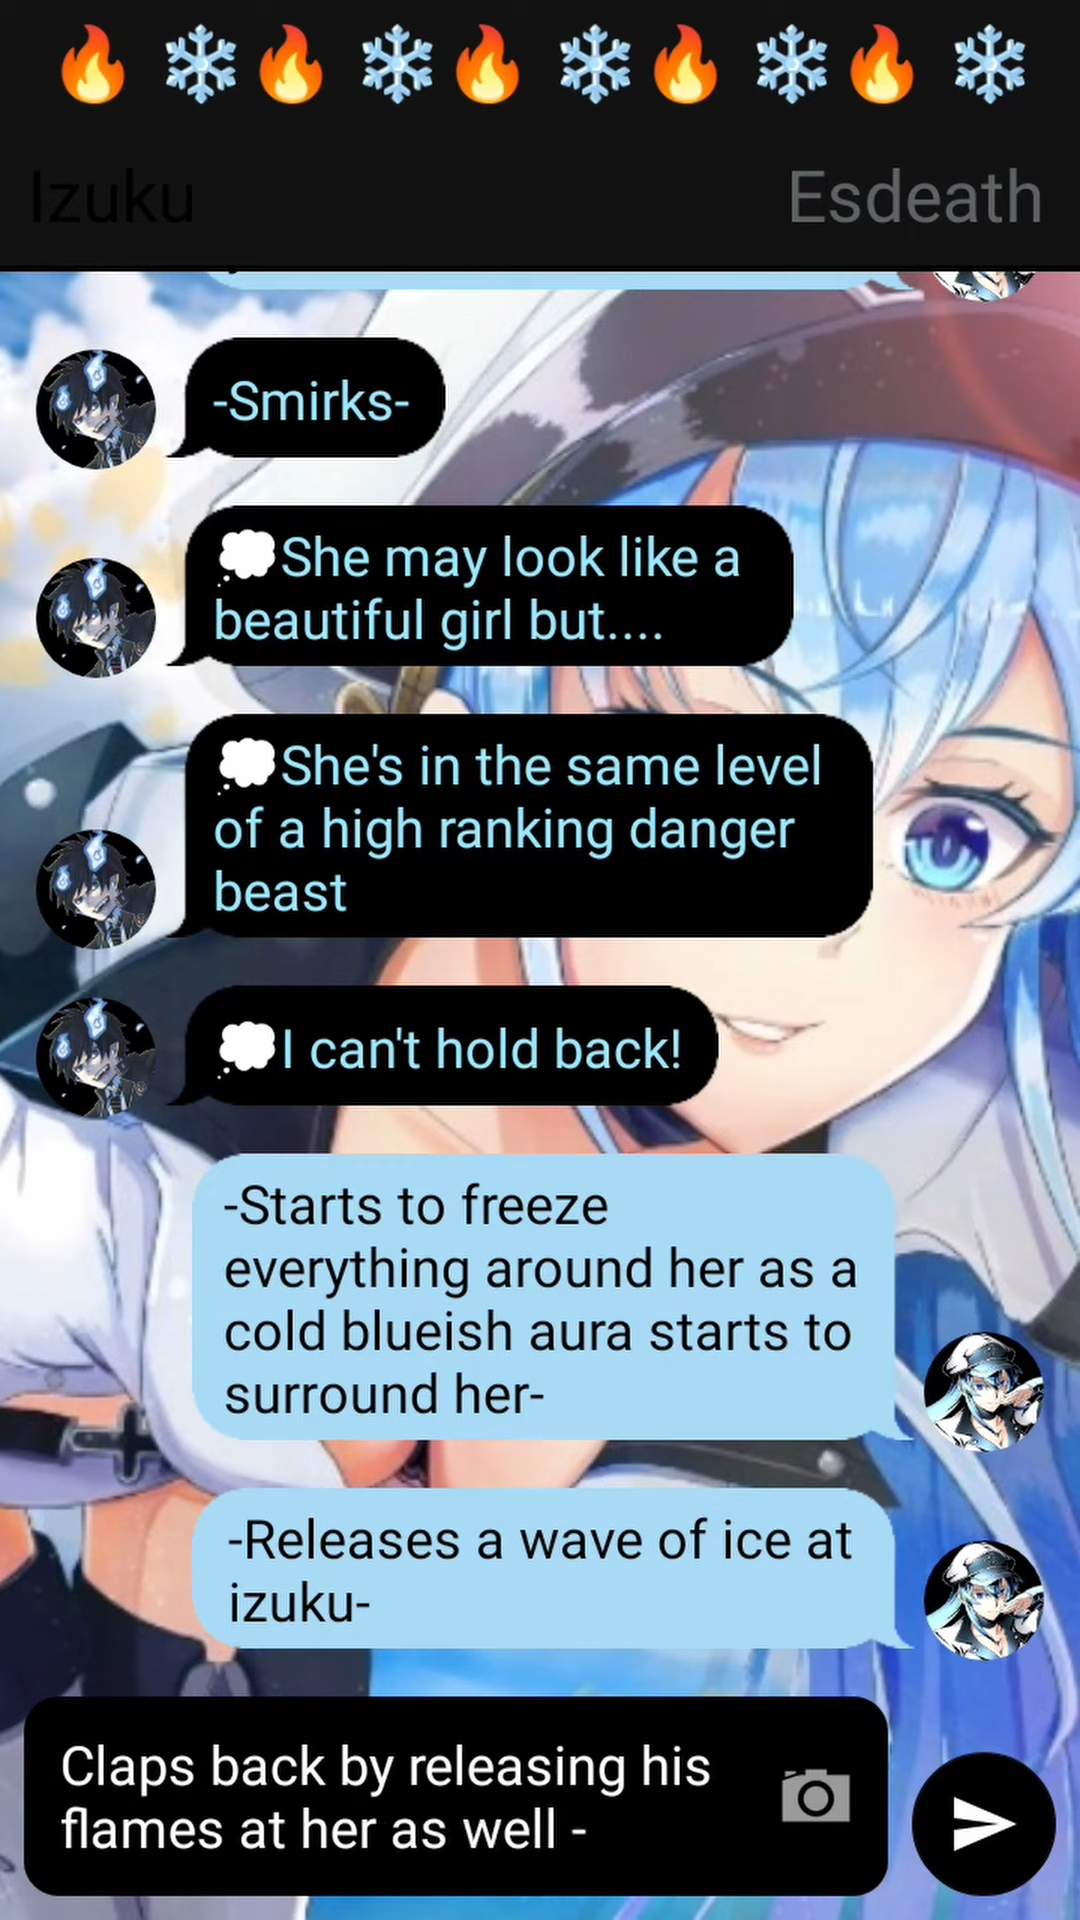 🔥 ❄️🔥 ❄️🔥 ❄️🔥 ❄️🔥 ❄️
Izuku
Esdeath
-Smirks-
💭She may look like a
beautiful girl but....
💭She's in the same level
of a high ranking danger
beast
💭I can't hold back!
-Starts to freeze
everything around her as a
cold blueish aura starts to
surround her-
-Releases a wave of ice at
izuku-
Claps back by releasing his
flames at her as well -